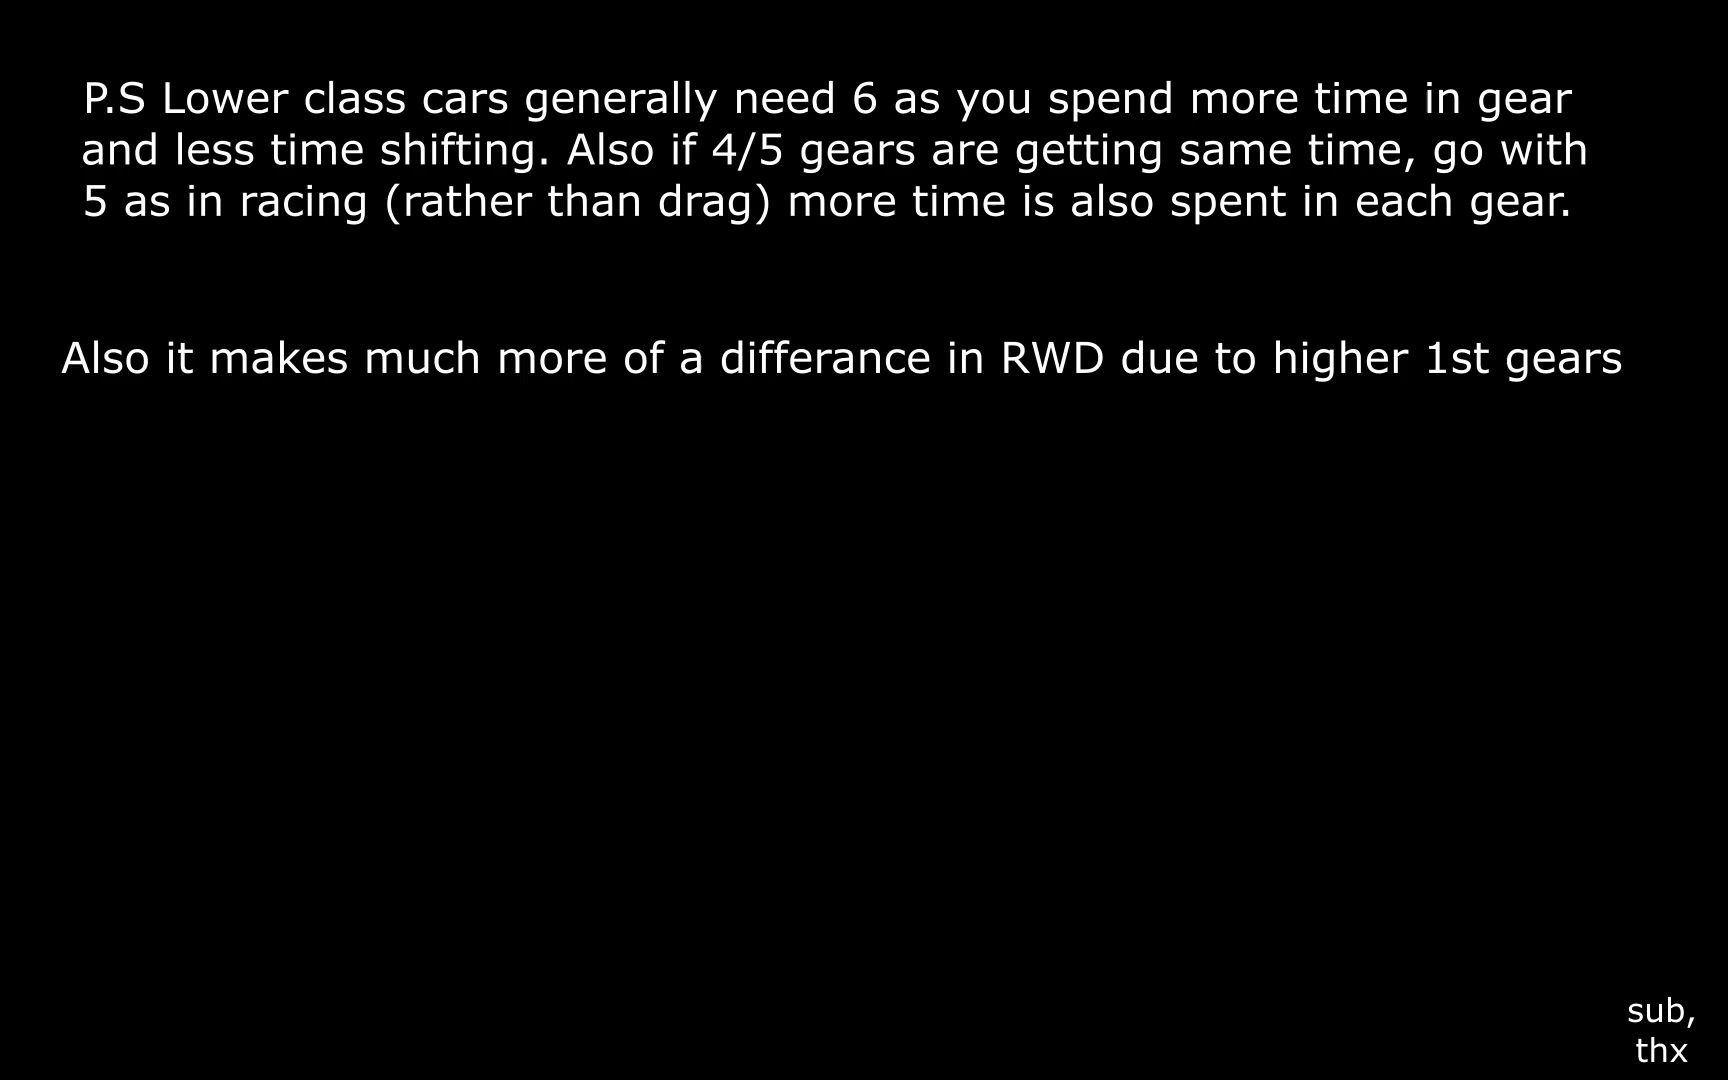 P.S Lower class cars generally need 6 as you spend more time in gear
and less time shifting. Also if 4/5 gears are getting same time, go with
5 as in racing (rather than drag) more time is also spent in each gear.
Also it makes much more of a differance in RWD due to higher 1st gears
sub,
thx